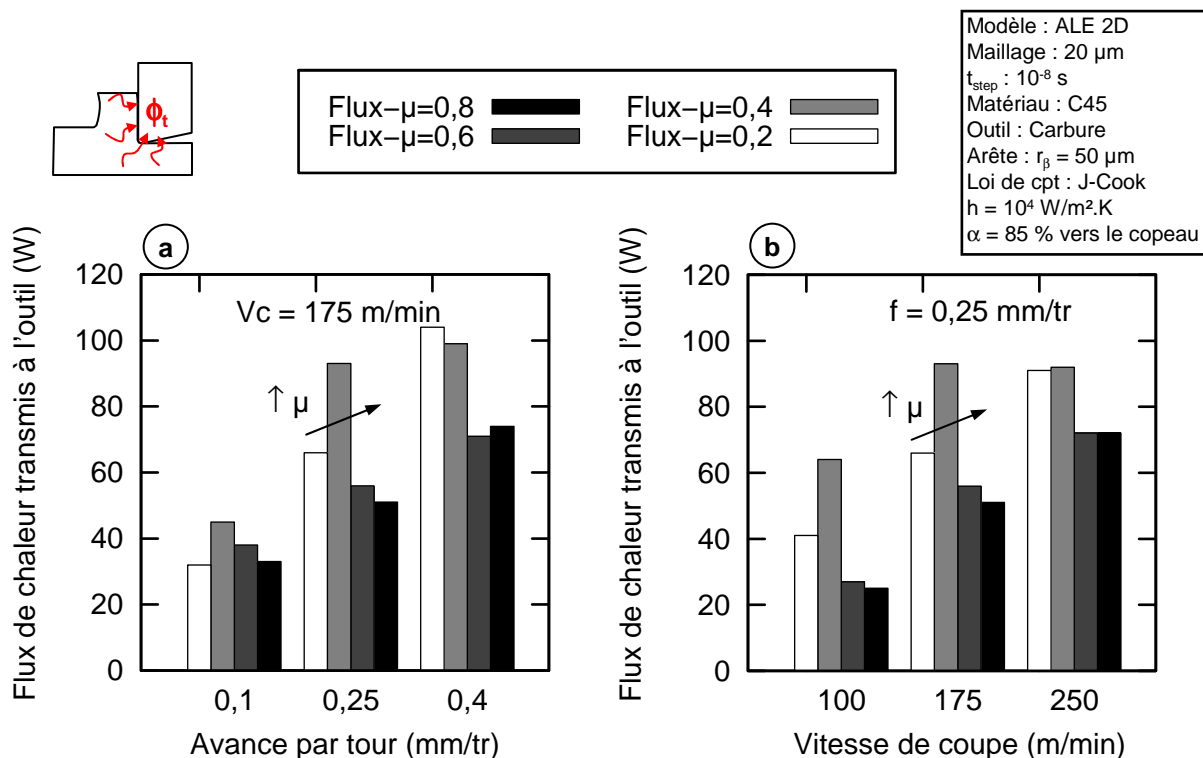 ϕt
Flux−µ=0,8
Flux−µ=0,6
Flux−µ=0,4
Flux−µ=0,2
Modèle : ALE 2D
Maillage : 20 µm
tstep : 10-8 s
Matériau : C45
Outil : Carbure
Arête : rβ = 50 µm
Loi de cpt : J-Cook
h = 10⁴ W/m².K
α = 85 % vers le copeau
a
Flux de chaleur transmis à l'outil (W)
120
100
80
60
40
20
0
Vc = 175 m/min
↑ µ
0,1
0,25
0,4
Avance par tour (mm/tr)
b
Flux de chaleur transmis à l'outil (W)
120
100
80
60
40
20
0
f = 0,25 mm/tr
↑ µ
100
175
250
Vitesse de coupe (m/min)